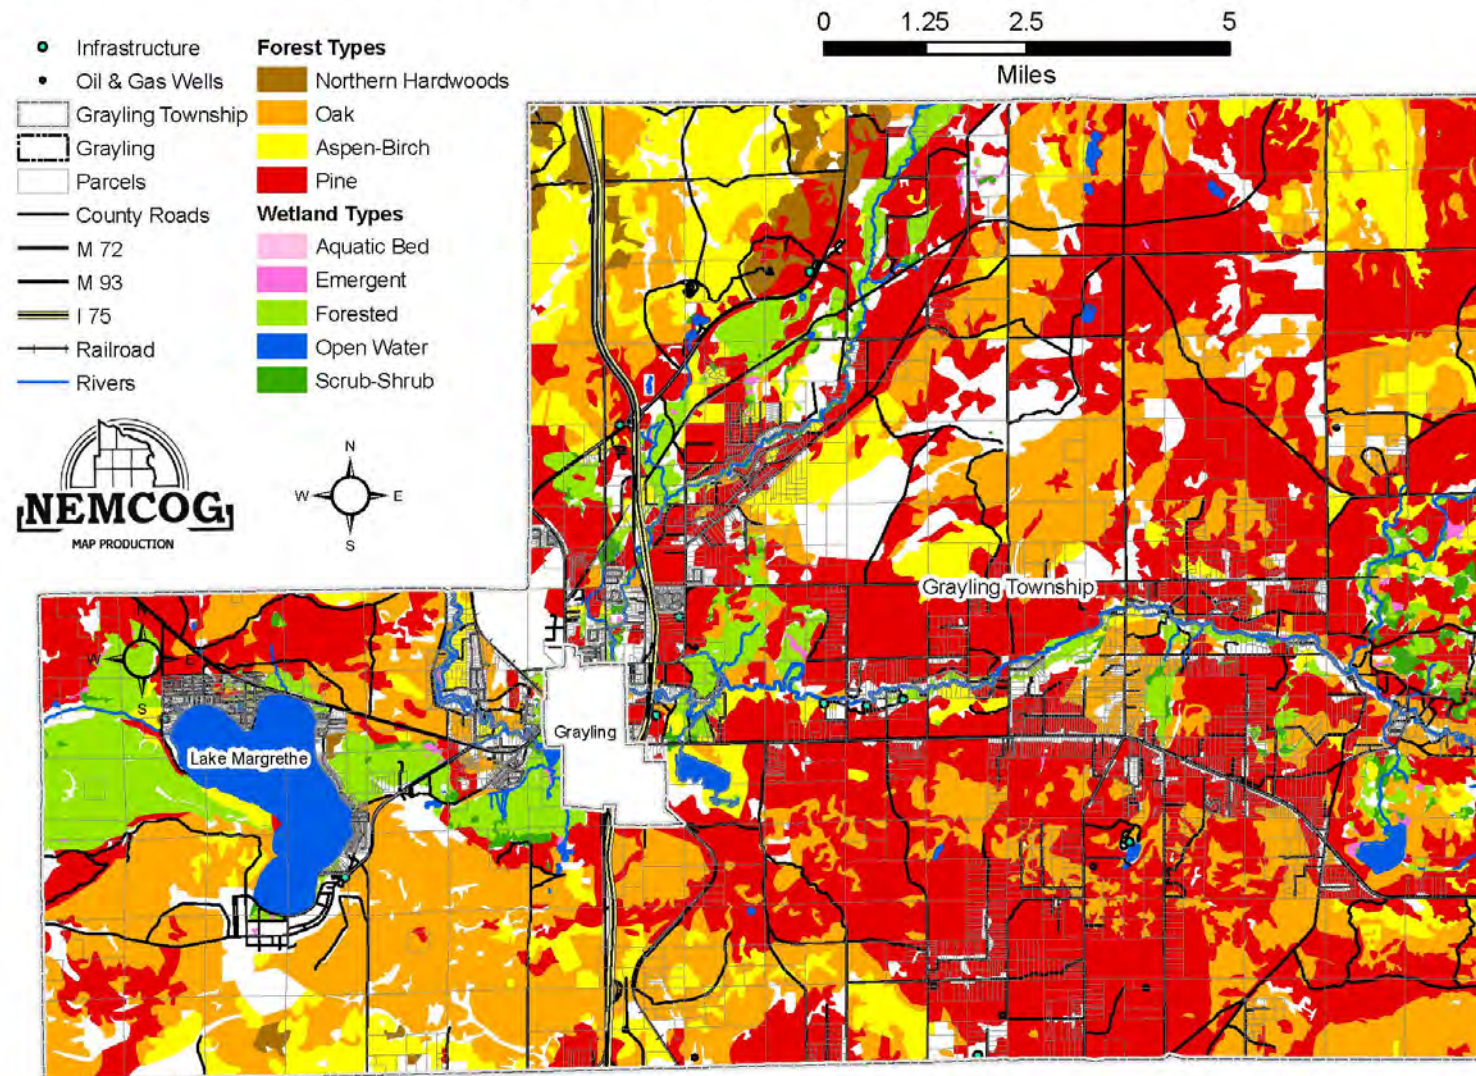 0 1.25 2.5 5
Miles
Infrastructure
Oil & Gas Wells
Grayling Township
Grayling
Parcels
County Roads
M 72
M 93
I 75
Railroad
Rivers
Forest Types
Northern Hardwoods
Oak
Aspen-Birch
Pine
Wetland Types
Aquatic Bed
Emergent
Forested
Open Water
Scrub-Shrub
NEMCOG
MAP PRODUCTION
N
W E
S
Grayling Township
W E
S
Grayling
Lake Margrethe